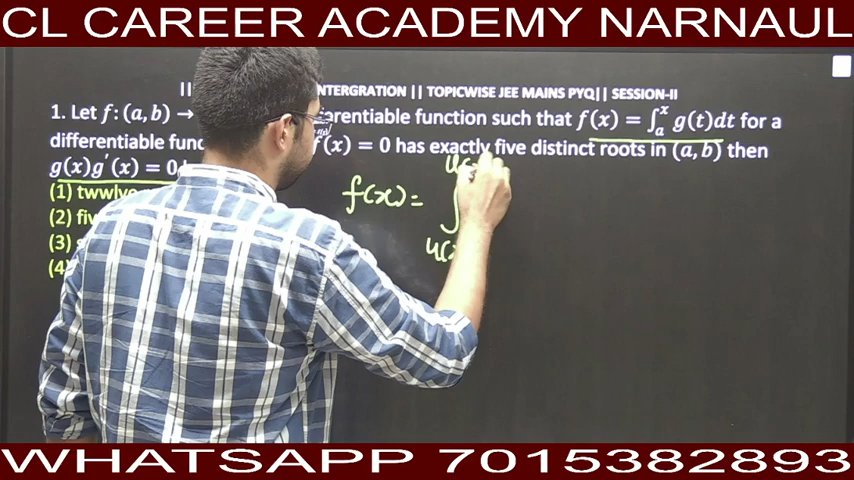 CL CAREER ACADEMY NARNAUL
|| INTERGRATION || TOPICWISE JEE MAINS PYQ|| SESSION-II
1. Let f: (a, b) → erentiable function such that f(x) = ∫ₐˣ g(t)dt for a
differentiable func f(x) = 0 has exactly five distinct roots in (a, b) then
g(x)g'(x) = 0
(1) twwlve
(2) fiv
(3)
(4)
f(x) =
WHATSAPP 7015382893